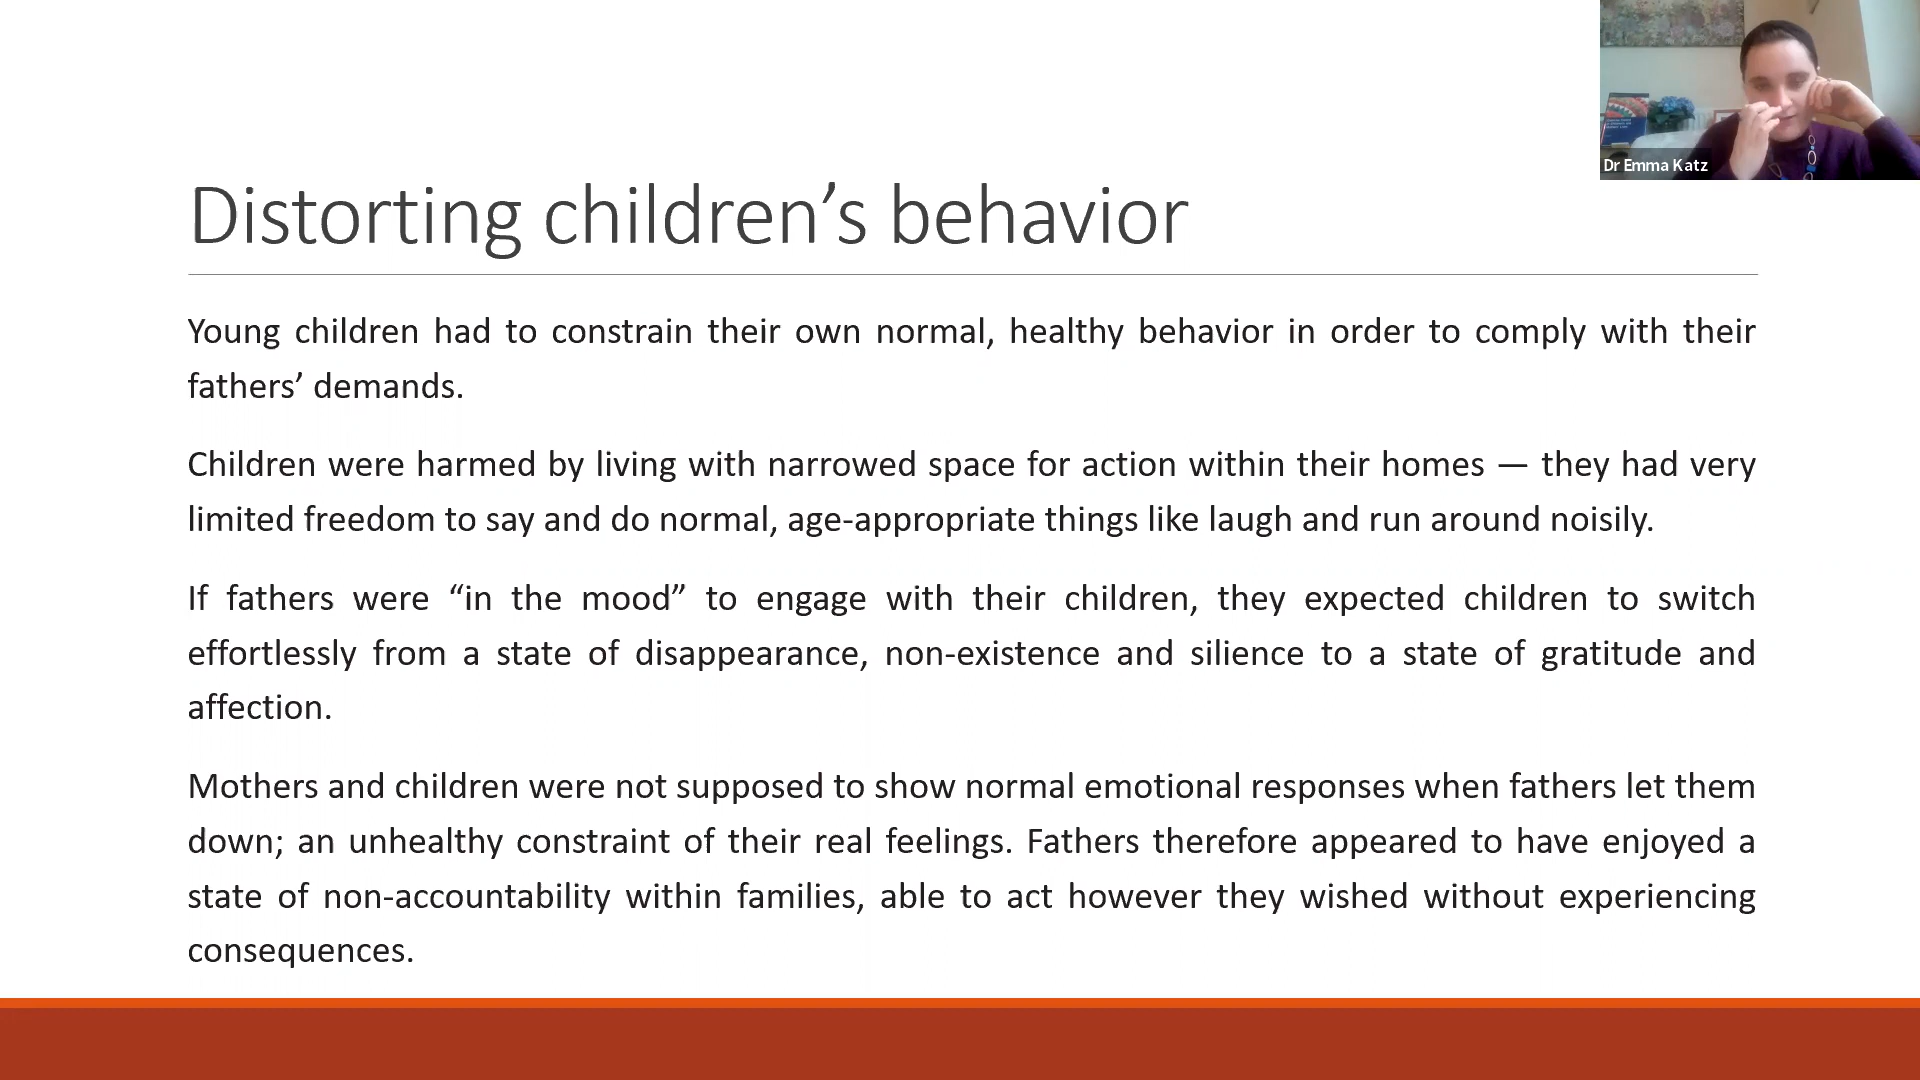 Dr Emma Katz
Distorting children’s behavior
Young children had to constrain their own normal, healthy behavior in order to comply with their
fathers’ demands.
Children were harmed by living with narrowed space for action within their homes — they had very
limited freedom to say and do normal, age-appropriate things like laugh and run around noisily.
If fathers were “in the mood” to engage with their children, they expected children to switch
effortlessly from a state of disappearance, non-existence and silience to a state of gratitude and
affection.
Mothers and children were not supposed to show normal emotional responses when fathers let them
down; an unhealthy constraint of their real feelings. Fathers therefore appeared to have enjoyed a
state of non-accountability within families, able to act however they wished without experiencing
consequences.